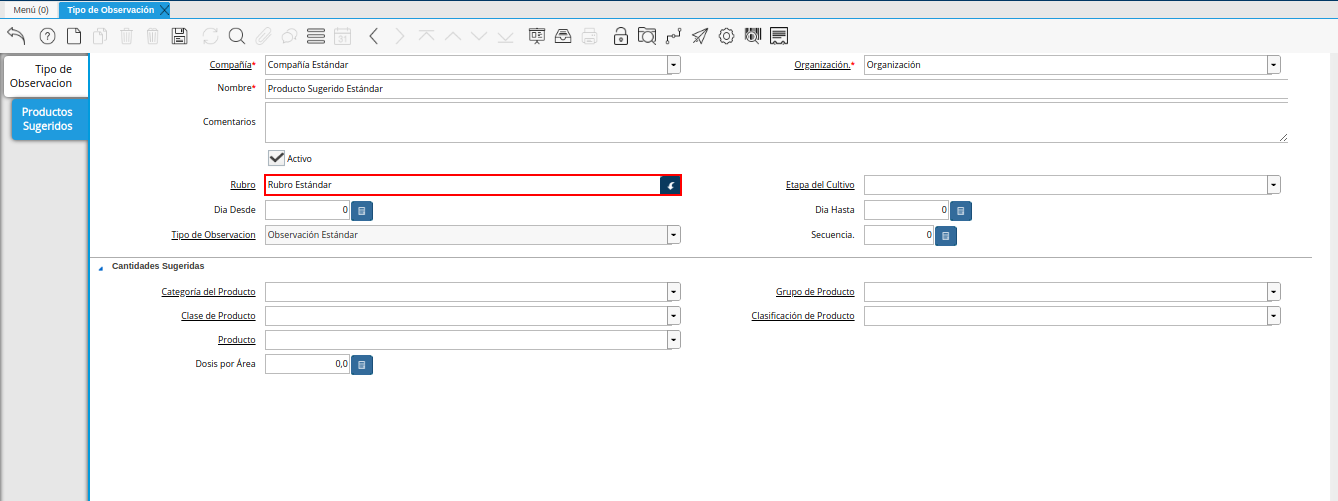 Menú (0)
Tipo de Observación
31
Tipo de
Observacion
Productos
Sugeridos
Compañía*
Compañía Estándar
Organización.*
Organización
Nombre*
Producto Sugerido Estándar
Comentarios
Activo
Rubro
Rubro Estándar
Etapa del Cultivo
Dia Desde
0
Dia Hasta
0
Tipo de Observacion
Observación Estándar
Secuencia.
0
Cantidades Sugeridas
Categoría del Producto
Grupo de Producto
Clase de Producto
Clasificación de Producto
Producto
Dosis por Área
0,0